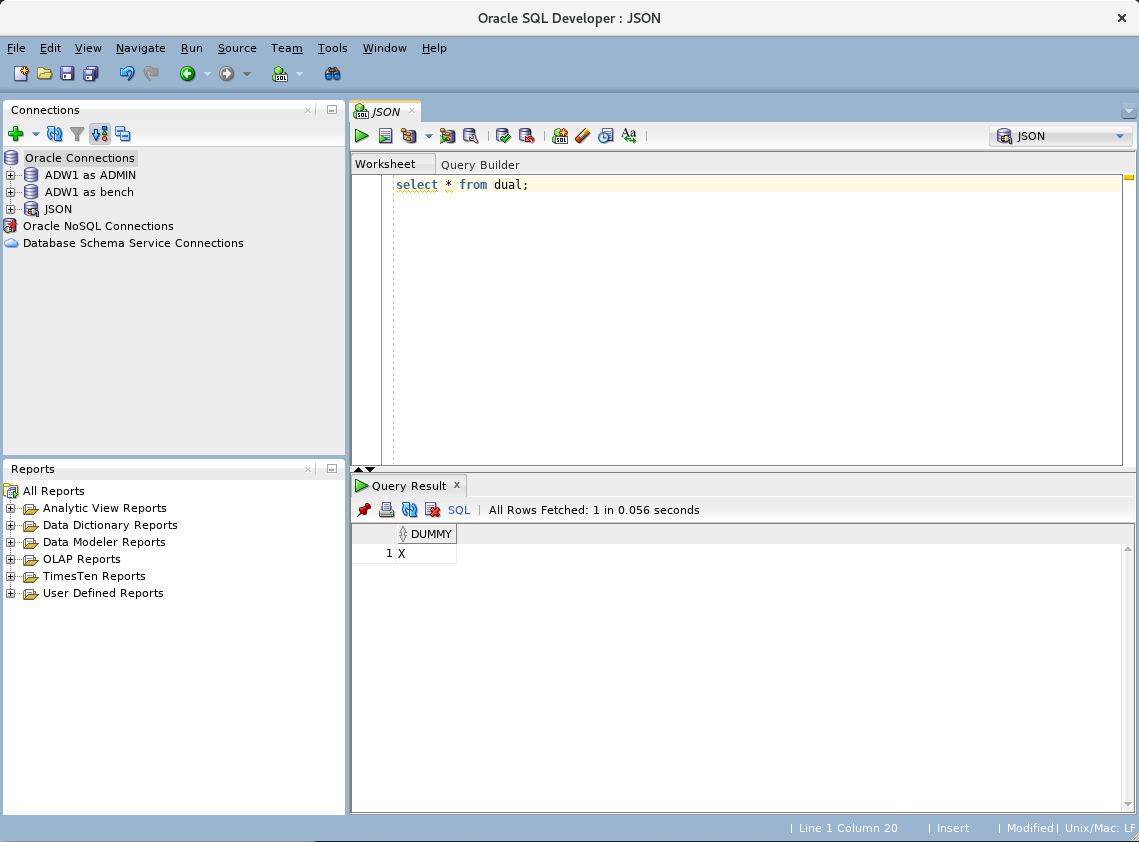 Oracle SQL Developer : JSON
File Edit View Navigate Run Source Team Tools Window Help
Connections
Oracle Connections
ADW1 as ADMIN
ADW1 as bench
JSON
Oracle NoSQL Connections
Database Schema Service Connections
Reports
All Reports
Analytic View Reports
Data Dictionary Reports
Data Modeler Reports
OLAP Reports
TimesTen Reports
User Defined Reports
JSON
JSON
Worksheet Query Builder
select * from dual;
Query Result
SQL | All Rows Fetched: 1 in 0.056 seconds
DUMMY
1 X
| Line 1 Column 20 | Insert | Modified | Unix/Mac: LF